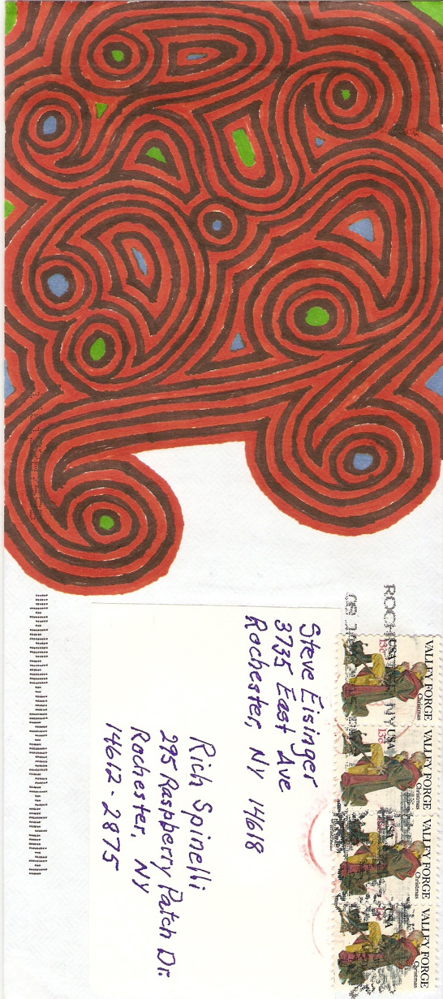 VALLEY FORGE
Christmas
USA
13c
VALLEY FORGE
Christmas
USA
13c
VALLEY FORGE
Christmas
USA
VALLEY FORGE
Christmas
USA
NY
Steve Eisinger
3735 East Ave
Rochester, NY 14618
Rich Spinelli
295 Raspberry Patch Dr.
Rochester, NY
14612-2875